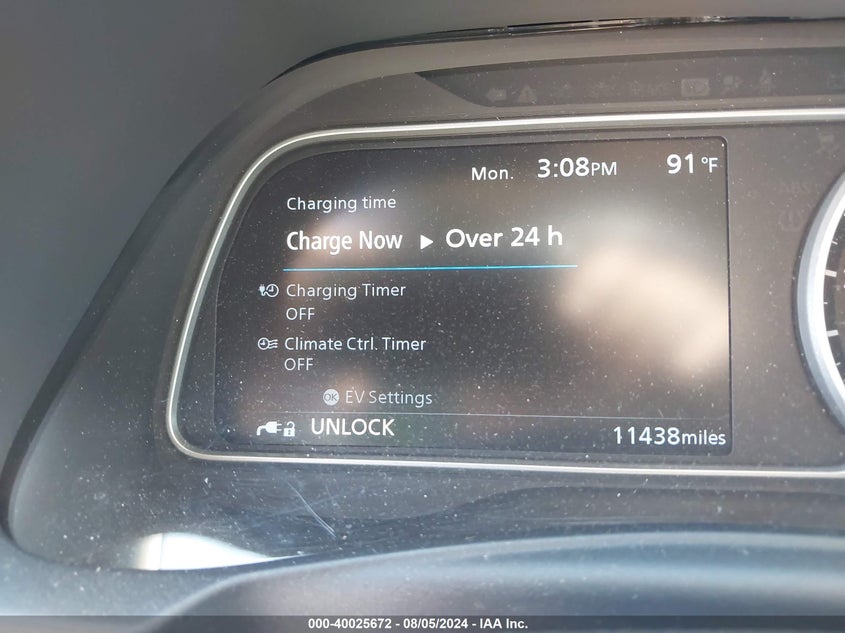 Mon. 3:08PM 91°F
Charging time
Charge Now ▶ Over 24 h
Charging Timer
OFF
Climate Ctrl. Timer
OFF
OK EV Settings
UNLOCK 11438miles
000-40025672 - 08/05/2024 - IAA Inc.